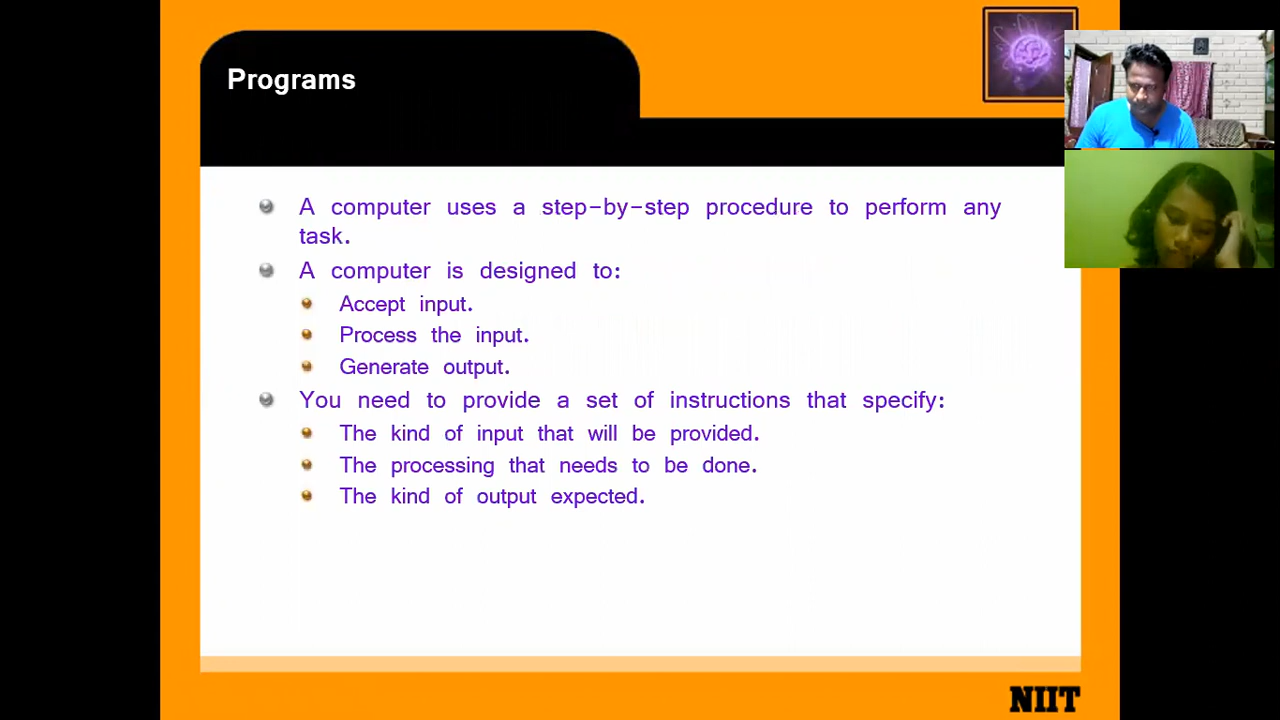 Programs
A computer uses a step-by-step procedure to perform any
task.
A computer is designed to:
Accept input.
Process the input.
Generate output.
You need to provide a set of instructions that specify:
The kind of input that will be provided.
The processing that needs to be done.
The kind of output expected.
NIIT